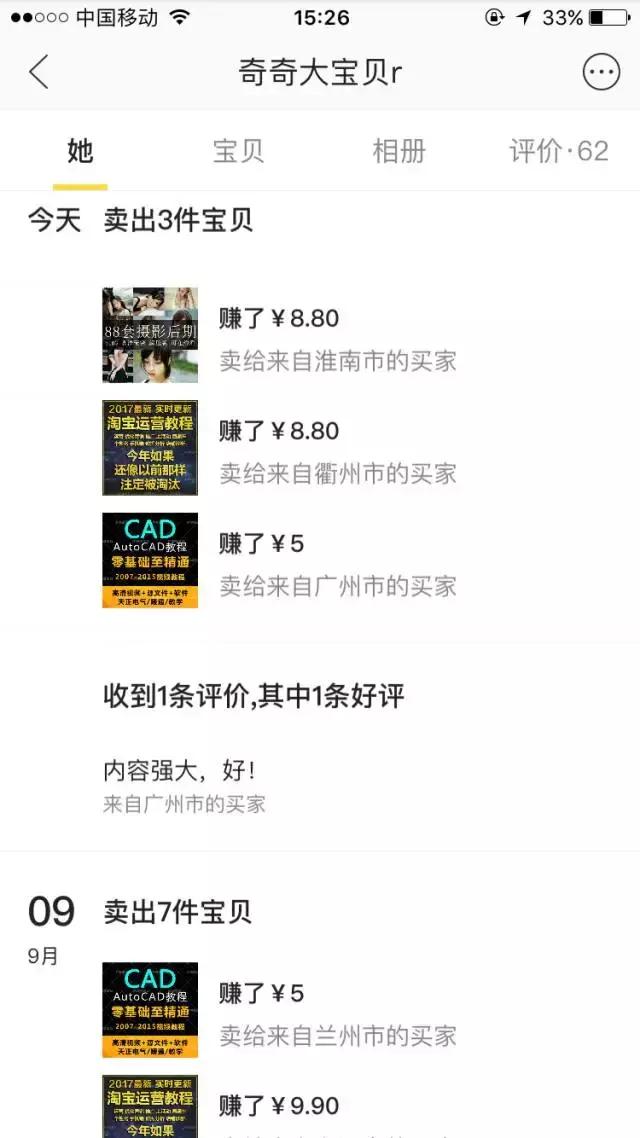 中国移动 15:26 33%
奇奇大宝贝r
她 宝贝 相册 评价·62
今天 卖出3件宝贝
88套摄影后期
赚了￥8.80
卖给来自淮南市的买家
2017最新 实时更新
淘宝运营教程
今年如果
还像以前那样
注定被淘汰
赚了￥8.80
卖给来自衢州市的买家
CAD
AutoCAD教程
零基础至精通
2007-2015视频教程
高清视频+源文件+软件
天正电气/暖通/教学
赚了￥5
卖给来自广州市的买家
收到1条评价,其中1条好评
内容强大，好！
来自广州市的买家
09 卖出7件宝贝
9月
CAD
AutoCAD教程
零基础至精通
2007-2015视频教程
高清视频+源文件+软件
天正电气/暖通/教学
赚了￥5
卖给来自兰州市的买家
2017最新 实时更新
淘宝运营教程
今年如果
赚了￥9.90